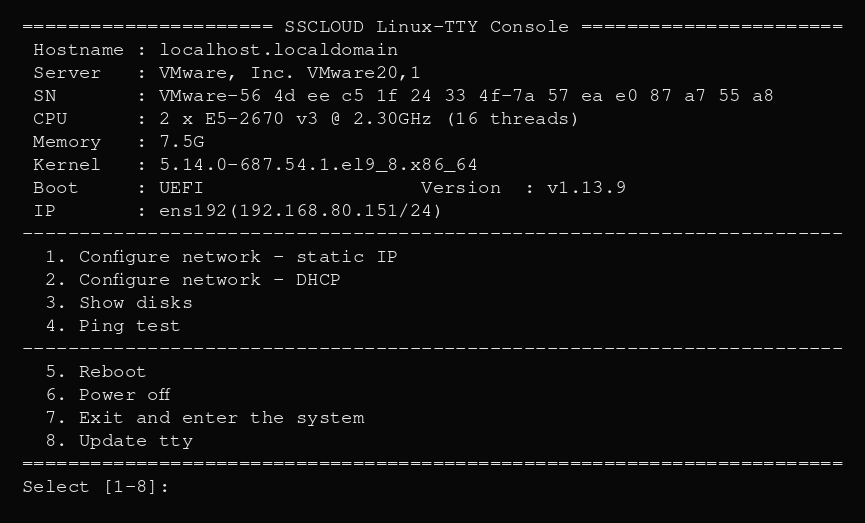 ====================== SSCLOUD Linux-TTY Console =======================
Hostname : localhost.localdomain
Server   : VMware, Inc. VMware20,1
SN       : VMware-56 4d ee c5 1f 24 33 4f-7a 57 ea e0 87 a7 55 a8
CPU      : 2 x E5-2670 v3 @ 2.30GHz (16 threads)
Memory   : 7.5G
Kernel   : 5.14.0-687.54.1.el9_8.x86_64
Boot     : UEFI                   Version  : v1.13.9
IP       : ens192(192.168.80.151/24)
------------------------------------------------------------------------
1. Configure network - static IP
2. Configure network - DHCP
3. Show disks
4. Ping test
------------------------------------------------------------------------
5. Reboot
6. Power off
7. Exit and enter the system
8. Update tty
========================================================================
Select [1-8]: